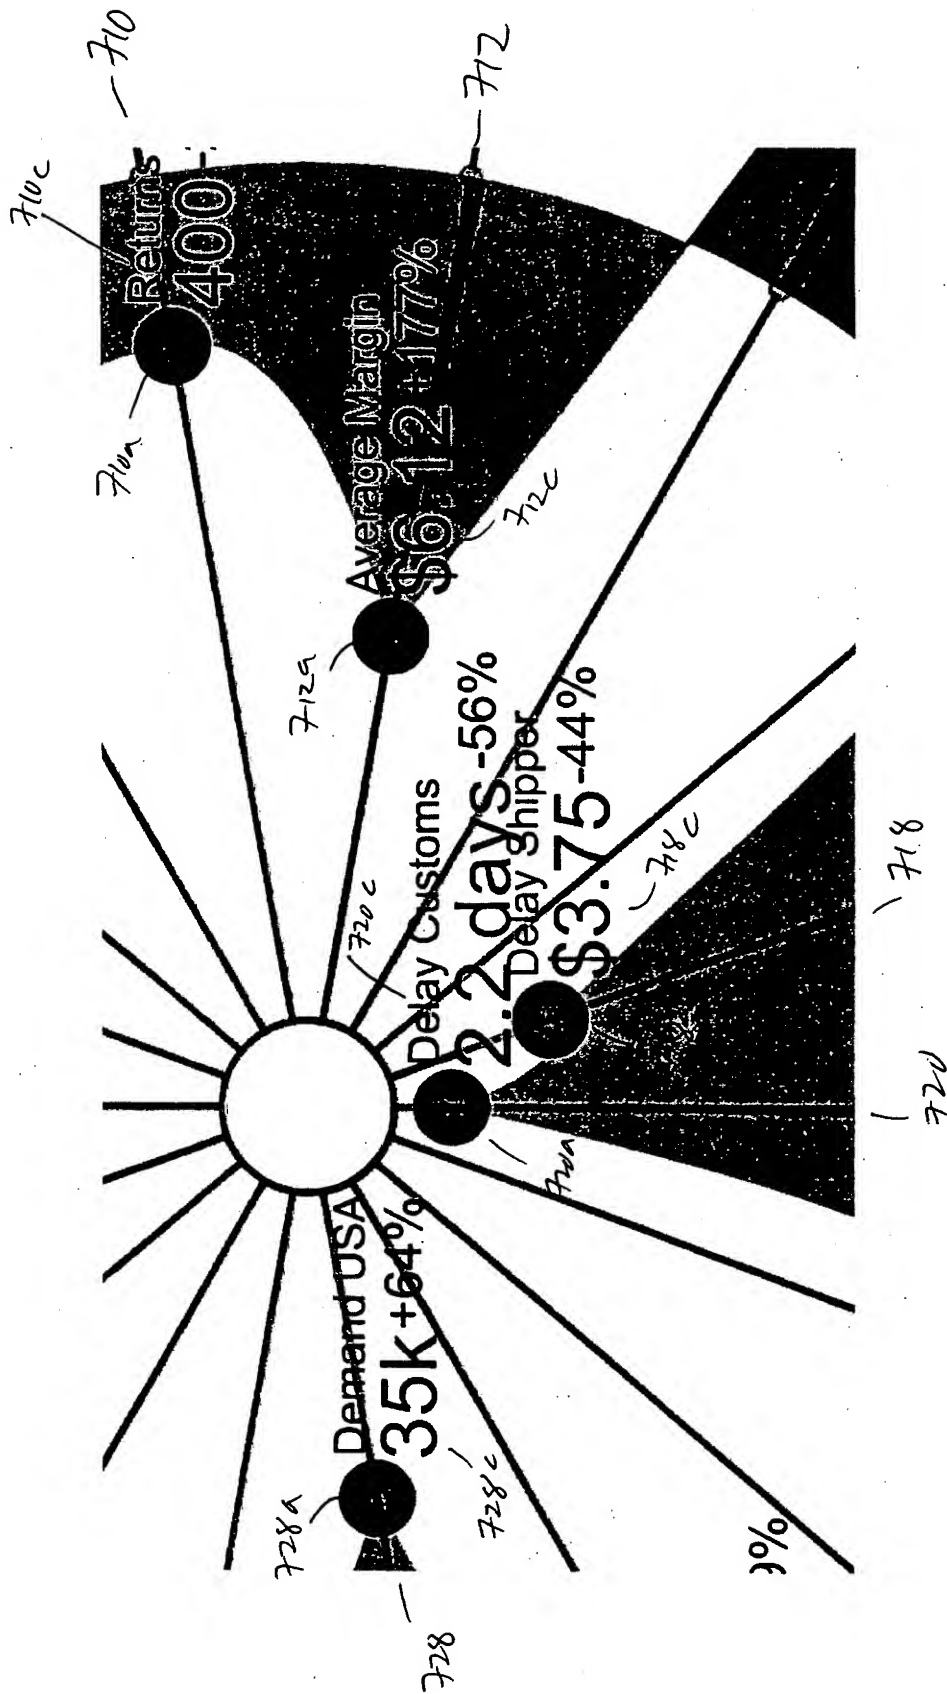 710
710c
Returns
400
710a
712
Average Margin
$6.12 +177%
712c
712a
Delay Customs
2.2 days -56%
720c
Delay Shipper
$3.75 -44%
718c
718
720
720a
Demand USA
35k +64%
728a
728c
728
%